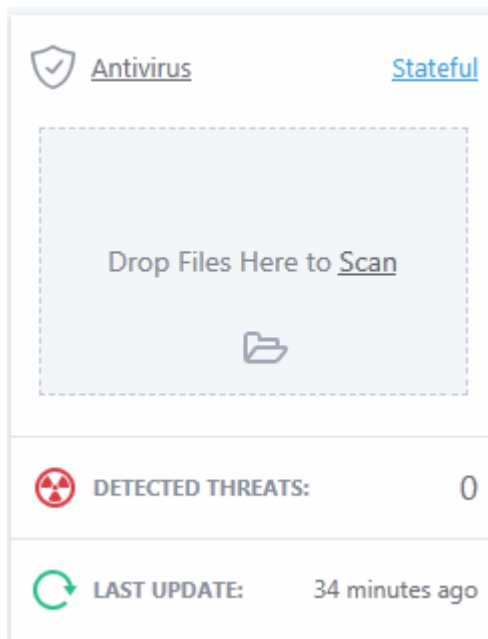 Antivirus Stateful
Drop Files Here to Scan
DETECTED THREATS: 0
LAST UPDATE: 34 minutes ago